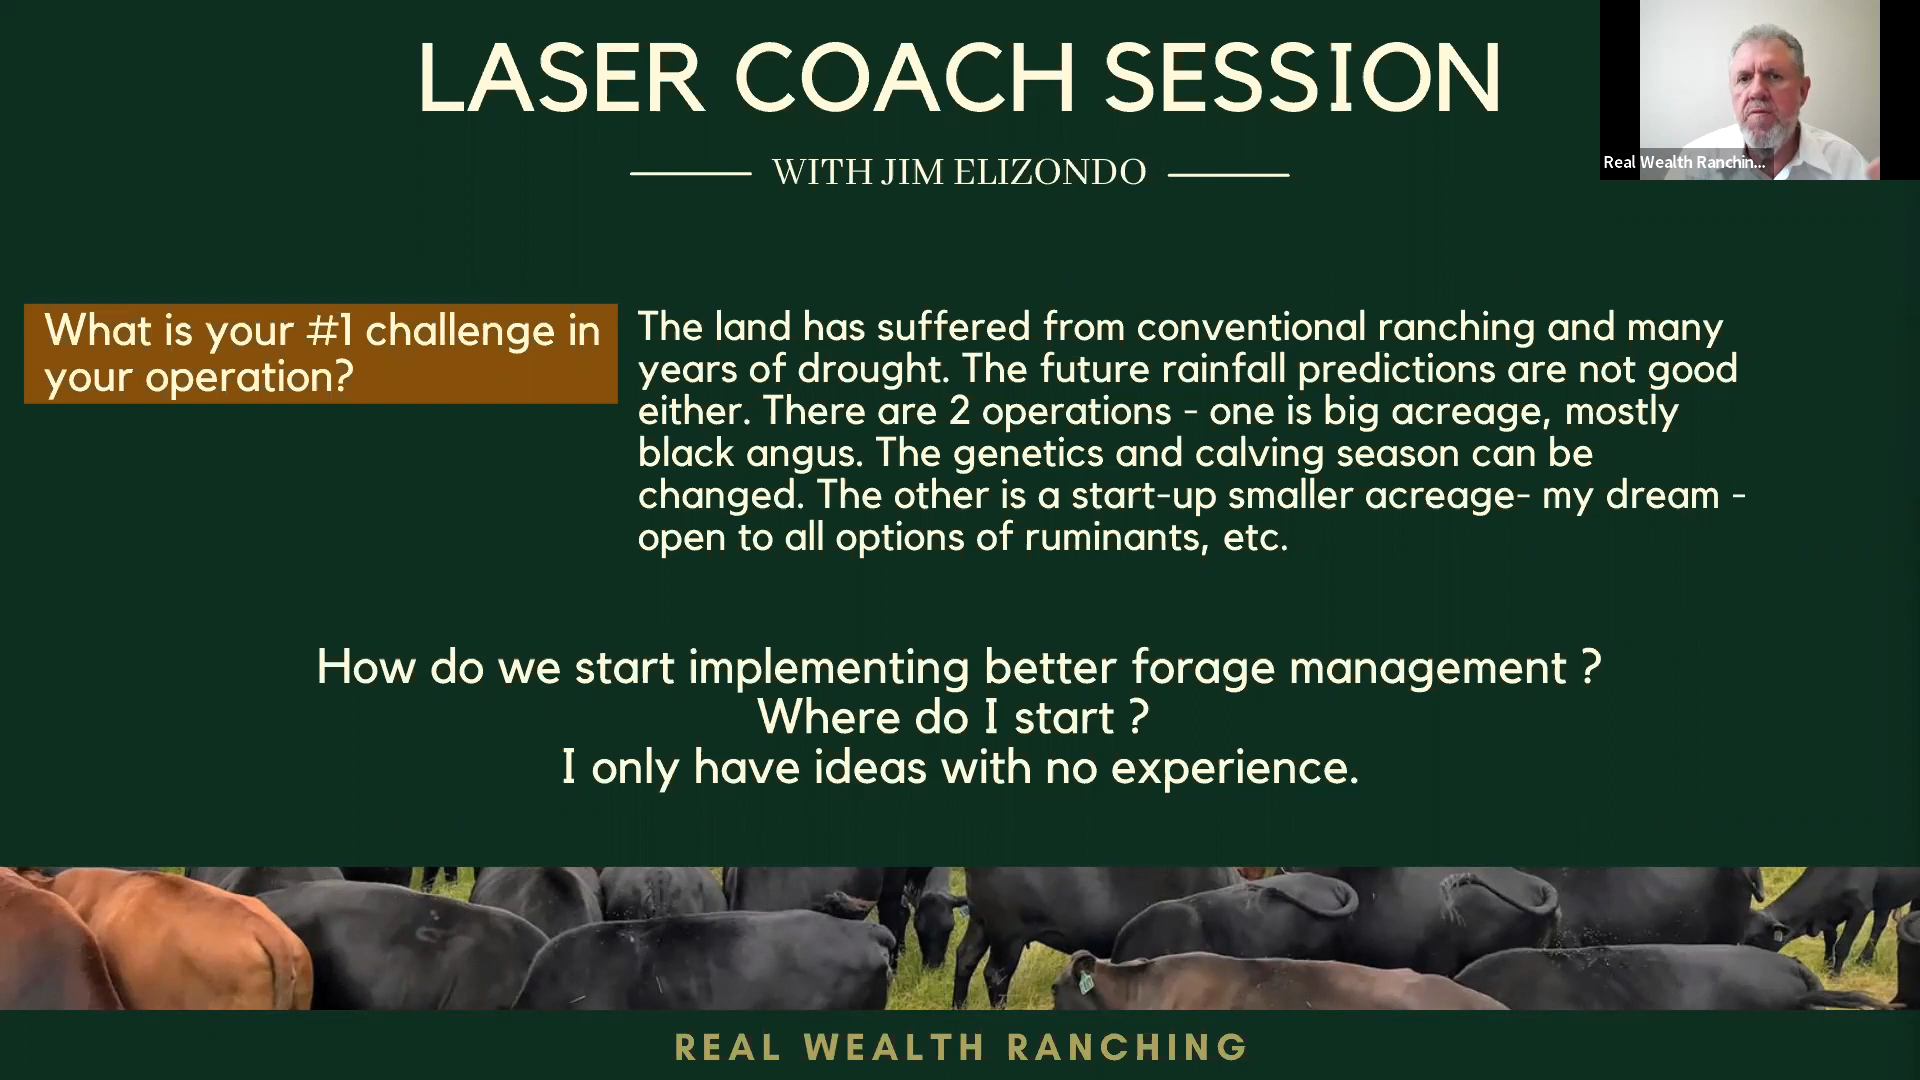 LASER COACH SESSION
WITH JIM ELIZONDO
Real Wealth Ranchin...
What is your #1 challenge in
your operation?
The land has suffered from conventional ranching and many
years of drought. The future rainfall predictions are not good
either. There are 2 operations - one is big acreage, mostly
black angus. The genetics and calving season can be
changed. The other is a start-up smaller acreage- my dream -
open to all options of ruminants, etc.
How do we start implementing better forage management ?
Where do I start ?
I only have ideas with no experience.
REAL WEALTH RANCHING